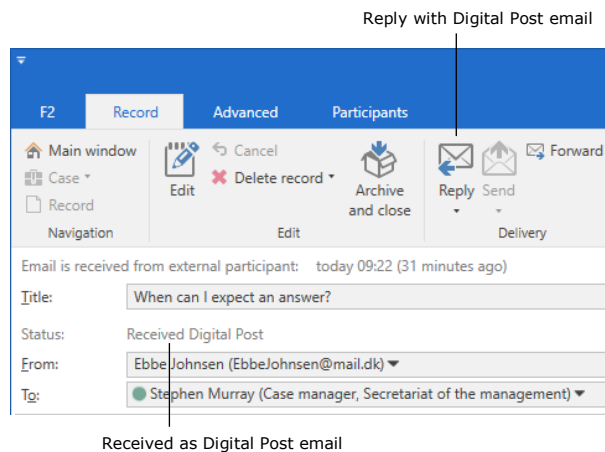 Reply with Digital Post email
F2 Record Advanced Participants
Main window
Case
Record
Navigation
Edit
Cancel
Delete record
Archive
and close
Edit
Reply
Send
Forward
Delivery
Email is received from external participant: today 09:22 (31 minutes ago)
Title: When can I expect an answer?
Status: Received Digital Post
From: Ebbe Johnsen (EbbeJohnsen@mail.dk)
To: Stephen Murray (Case manager, Secretariat of the management)
Received as Digital Post email